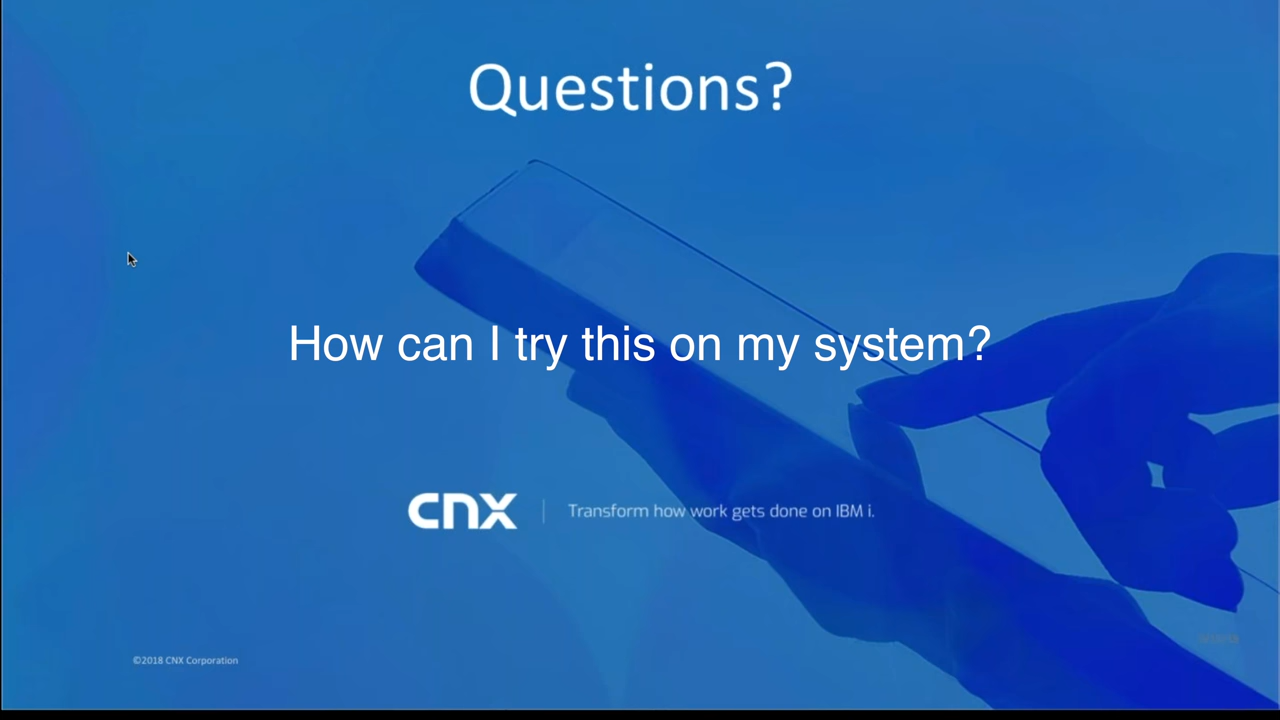 Questions?
How can I try this on my system?
cnx | Transform how work gets done on IBM i.
©2018 CNX Corporation